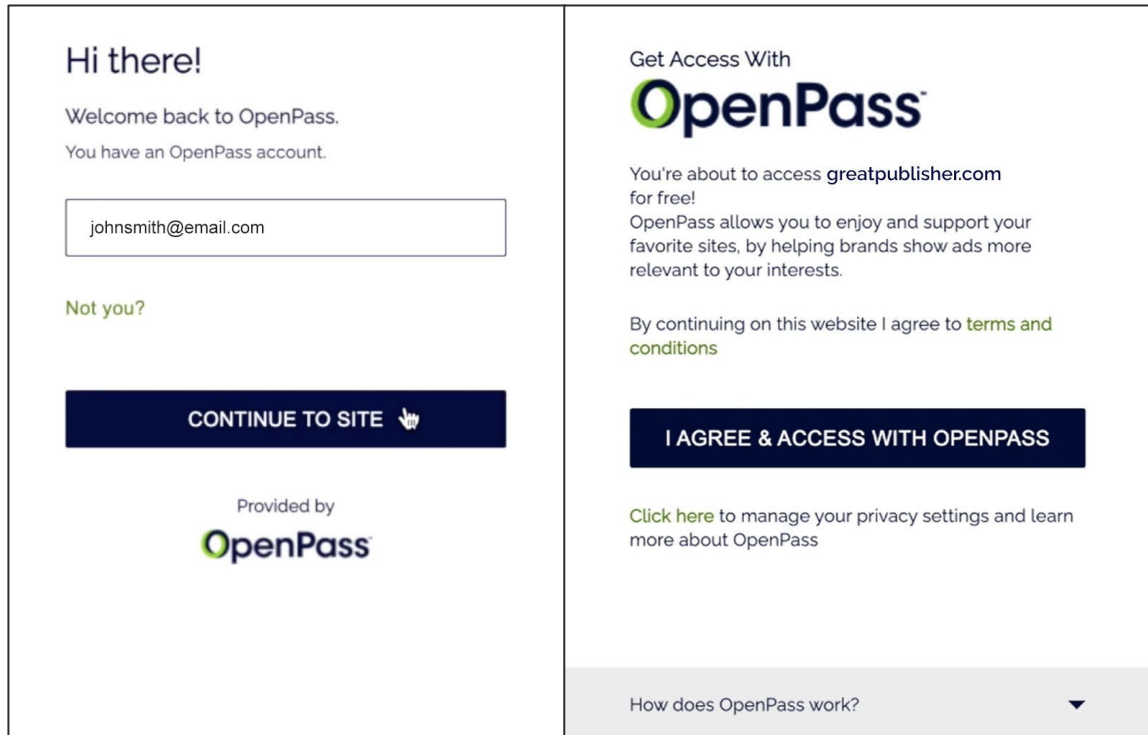 Hi there!
Welcome back to OpenPass.
You have an OpenPass account.
johnsmith@email.com
Not you?
CONTINUE TO SITE
Provided by
OpenPass
Get Access With
OpenPass™
You're about to access greatpublisher.com
for free!
OpenPass allows you to enjoy and support your
favorite sites, by helping brands show ads more
relevant to your interests.
By continuing on this website I agree to terms and
conditions
I AGREE & ACCESS WITH OPENPASS
Click here to manage your privacy settings and learn
more about OpenPass
How does OpenPass work?